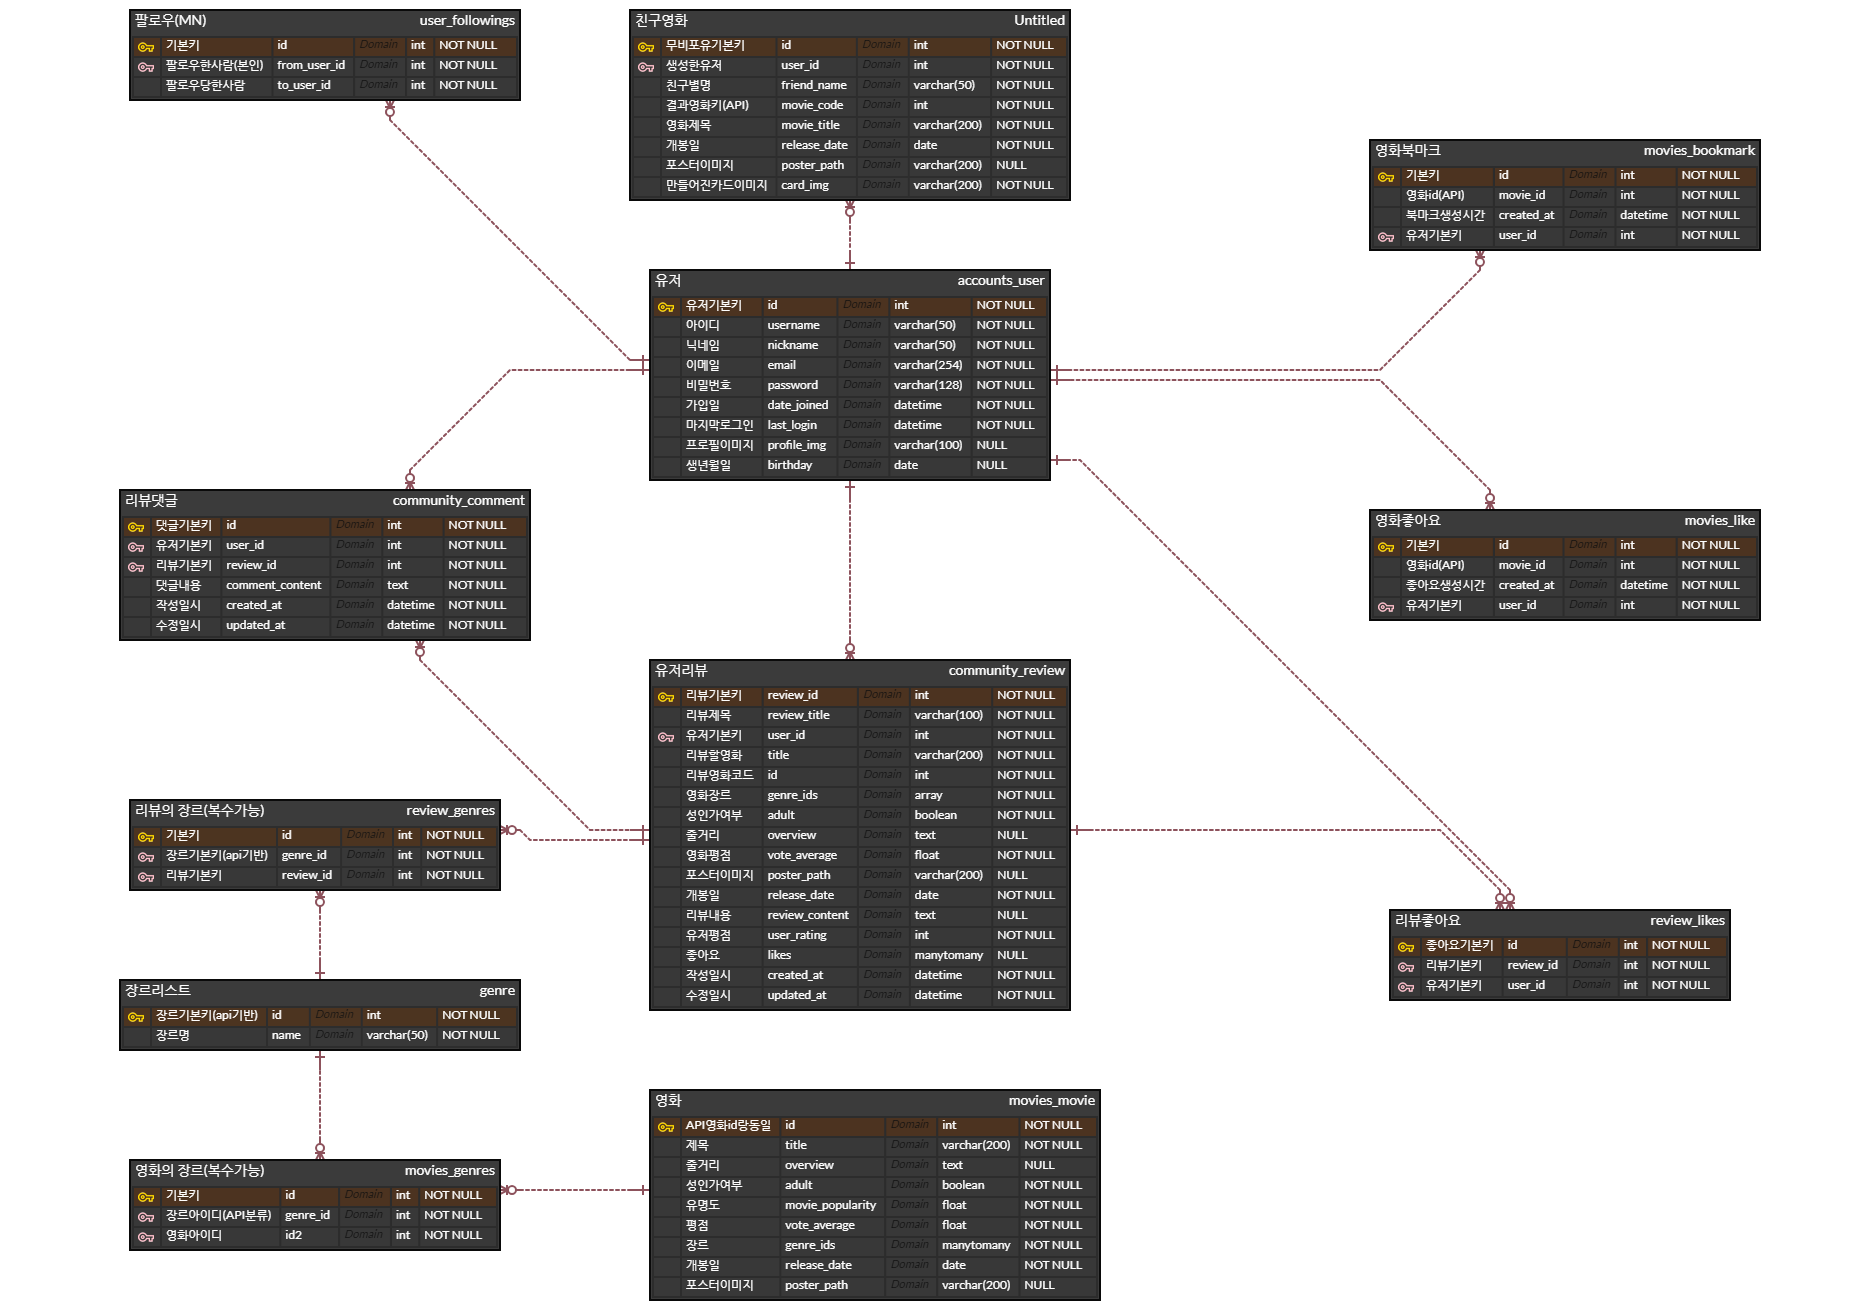 팔로우(MN) user_followings
기본키 id Domain int NOT NULL
팔로우한사람(본인) from_user_id Domain int NOT NULL
팔로우당한사람 to_user_id Domain int NOT NULL
친구영화 Untitled
무비포유기본키 id Domain int NOT NULL
생성한유저 user_id Domain int NOT NULL
친구별명 friend_name Domain varchar(50) NOT NULL
결과영화키(API) movie_code Domain int NOT NULL
영화제목 movie_title Domain varchar(200) NOT NULL
개봉일 release_date Domain date NOT NULL
포스터이미지 poster_path Domain varchar(200) NULL
만들어진카드이미지 card_img Domain varchar(200) NOT NULL
영화북마크 movies_bookmark
기본키 id Domain int NOT NULL
영화id(API) movie_id Domain int NOT NULL
북마크생성시간 created_at Domain datetime NOT NULL
유저기본키 user_id Domain int NOT NULL
유저 accounts_user
유저기본키 id Domain int NOT NULL
아이디 username Domain varchar(50) NOT NULL
닉네임 nickname Domain varchar(50) NOT NULL
이메일 email Domain varchar(254) NOT NULL
비밀번호 password Domain varchar(128) NOT NULL
가입일 date_joined Domain datetime NOT NULL
마지막로그인 last_login Domain datetime NOT NULL
프로필이미지 profile_img Domain varchar(100) NULL
생년월일 birthday Domain date NULL
리뷰댓글 community_comment
댓글기본키 id Domain int NOT NULL
유저기본키 user_id Domain int NOT NULL
리뷰기본키 review_id Domain int NOT NULL
댓글내용 comment_content Domain text NOT NULL
작성일시 created_at Domain datetime NOT NULL
수정일시 updated_at Domain datetime NOT NULL
영화좋아요 movies_like
기본키 id Domain int NOT NULL
영화id(API) movie_id Domain int NOT NULL
좋아요생성시간 created_at Domain datetime NOT NULL
유저기본키 user_id Domain int NOT NULL
유저리뷰 community_review
리뷰기본키 review_id Domain int NOT NULL
리뷰제목 review_title Domain varchar(100) NOT NULL
유저기본키 user_id Domain int NOT NULL
리뷰할영화 title Domain varchar(200) NOT NULL
리뷰영화코드 id Domain int NOT NULL
영화장르 genre_ids Domain array NOT NULL
성인가여부 adult Domain boolean NOT NULL
줄거리 overview Domain text NULL
영화평점 vote_average Domain float NOT NULL
포스터이미지 poster_path Domain varchar(200) NULL
개봉일 release_date Domain date NOT NULL
리뷰내용 review_content Domain text NULL
유저평점 user_rating Domain int NOT NULL
좋아요 likes Domain manytomany NULL
작성일시 created_at Domain datetime NOT NULL
수정일시 updated_at Domain datetime NOT NULL
리뷰의 장르(복수가능) review_genres
기본키 id Domain int NOT NULL
장르기본키(api기반) genre_id Domain int NOT NULL
리뷰기본키 review_id Domain int NOT NULL
리뷰좋아요 review_likes
좋아요기본키 id Domain int NOT NULL
리뷰기본키 review_id Domain int NOT NULL
유저기본키 user_id Domain int NOT NULL
장르리스트 genre
장르기본키(api기반) id Domain int NOT NULL
장르명 name Domain varchar(50) NOT NULL
영화 movies_movie
API영화id랑동일 id Domain int NOT NULL
제목 title Domain varchar(200) NOT NULL
줄거리 overview Domain text NULL
성인가여부 adult Domain boolean NOT NULL
유명도 movie_popularity Domain float NOT NULL
평점 vote_average Domain float NOT NULL
장르 genre_ids Domain manytomany NOT NULL
개봉일 release_date Domain date NOT NULL
포스터이미지 poster_path Domain varchar(200) NULL
영화의 장르(복수가능) movies_genres
기본키 id Domain int NOT NULL
장르아이디(API분류) genre_id Domain int NOT NULL
영화아이디 id2 Domain int NOT NULL